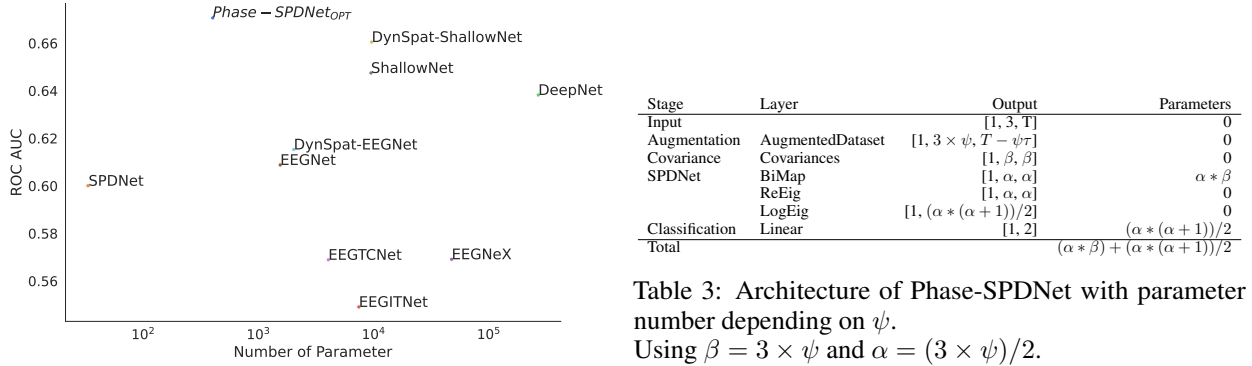 Phase − SPDNet_OPT
0.66
DynSpat-ShallowNet
ShallowNet
0.64
DeepNet
0.62
DynSpat-EEGNet
EEGNet
0.60
SPDNet
0.58
EEGTCNet
EEGNeX
0.56
EEGITNet
ROC AUC
10^2 10^3 10^4 10^5
Number of Parameter
Stage Layer Output Parameters
Input [1, 3, T] 0
Augmentation AugmentedDataset [1, 3 × ψ, T − ψτ] 0
Covariance Covariances [1, β, β] 0
SPDNet BiMap [1, α, α] α ∗ β
ReEig [1, α, α] 0
LogEig [1, (α ∗ (α + 1))/2] 0
Classification Linear [1, 2] (α ∗ (α + 1))/2
Total (α ∗ β) + (α ∗ (α + 1))/2
Table 3: Architecture of Phase-SPDNet with parameter
number depending on ψ.
Using β = 3 × ψ and α = (3 × ψ)/2.